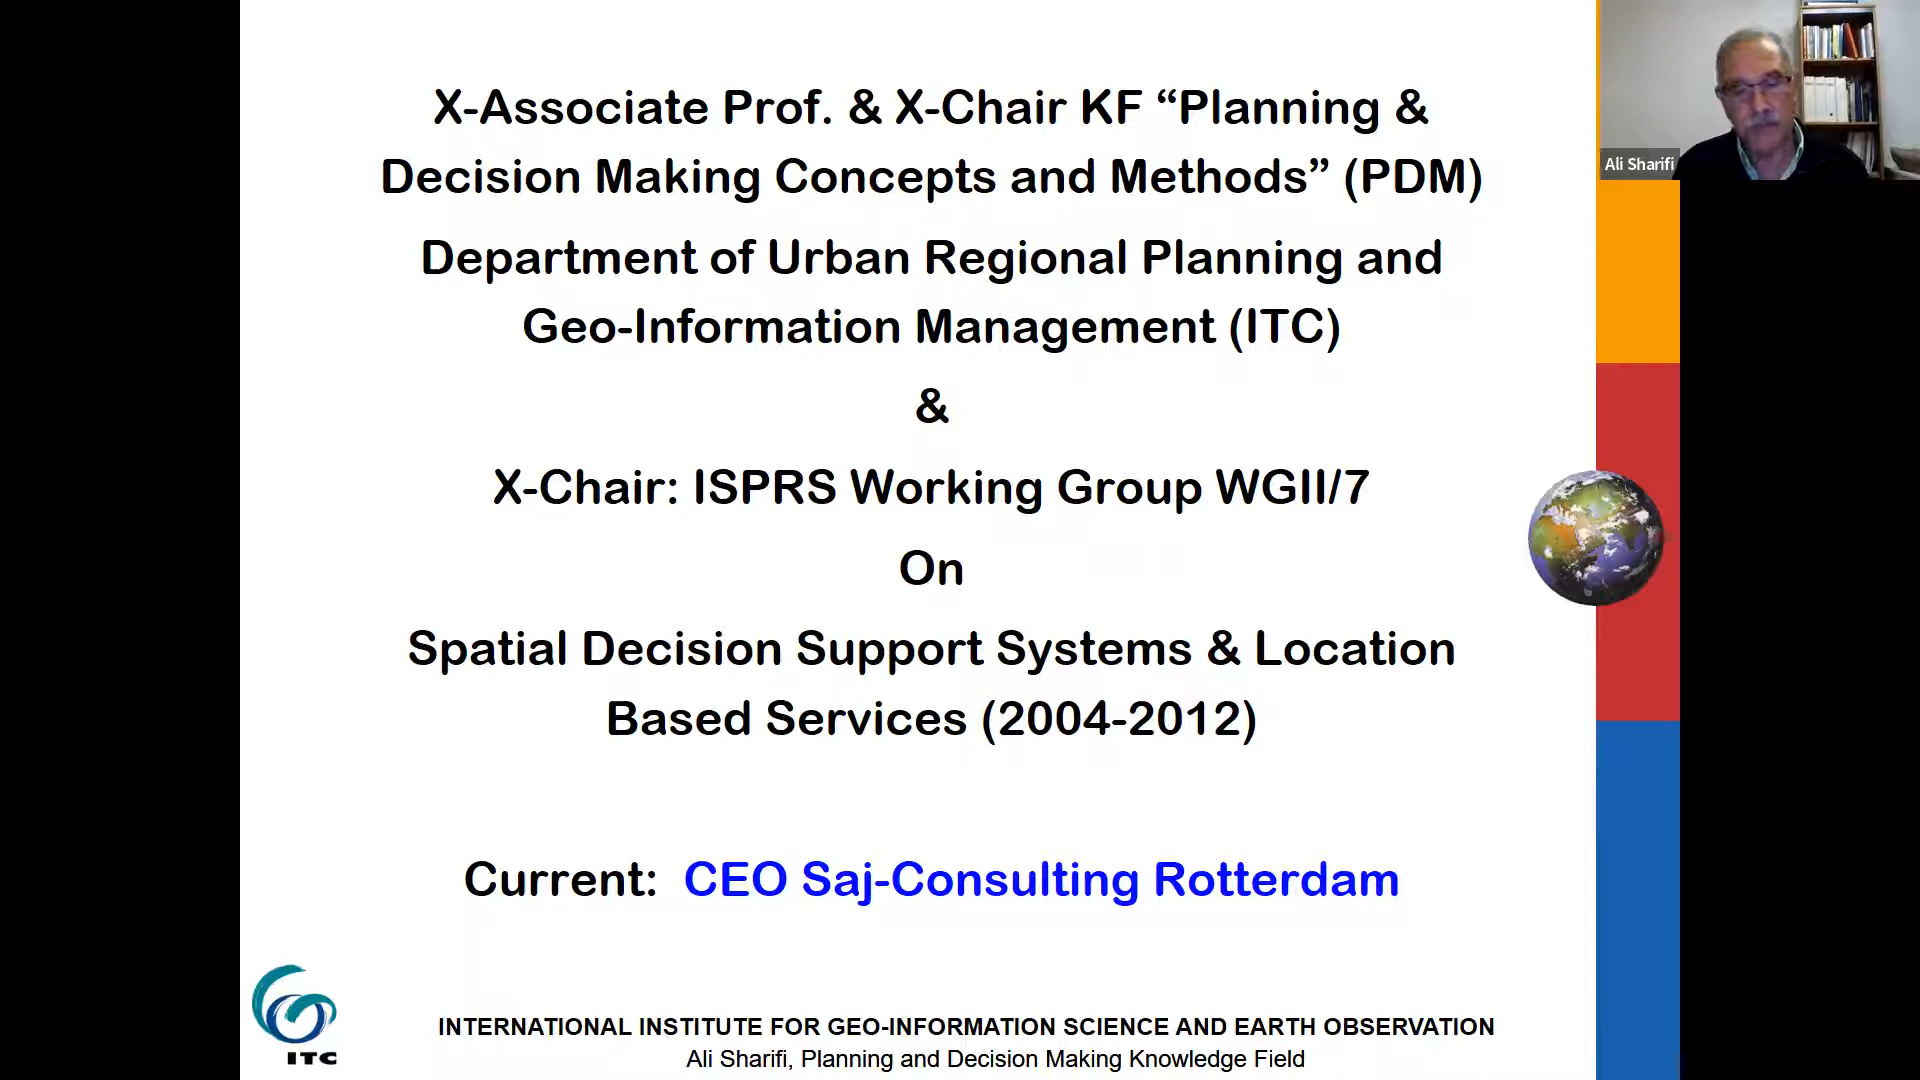 X-Associate Prof. & X-Chair KF “Planning &
Decision Making Concepts and Methods” (PDM)
Department of Urban Regional Planning and
Geo-Information Management (ITC)
&
X-Chair: ISPRS Working Group WGII/7
On
Spatial Decision Support Systems & Location
Based Services (2004-2012)
Current: CEO Saj-Consulting Rotterdam
ITC
INTERNATIONAL INSTITUTE FOR GEO-INFORMATION SCIENCE AND EARTH OBSERVATION
Ali Sharifi, Planning and Decision Making Knowledge Field
Ali Sharifi